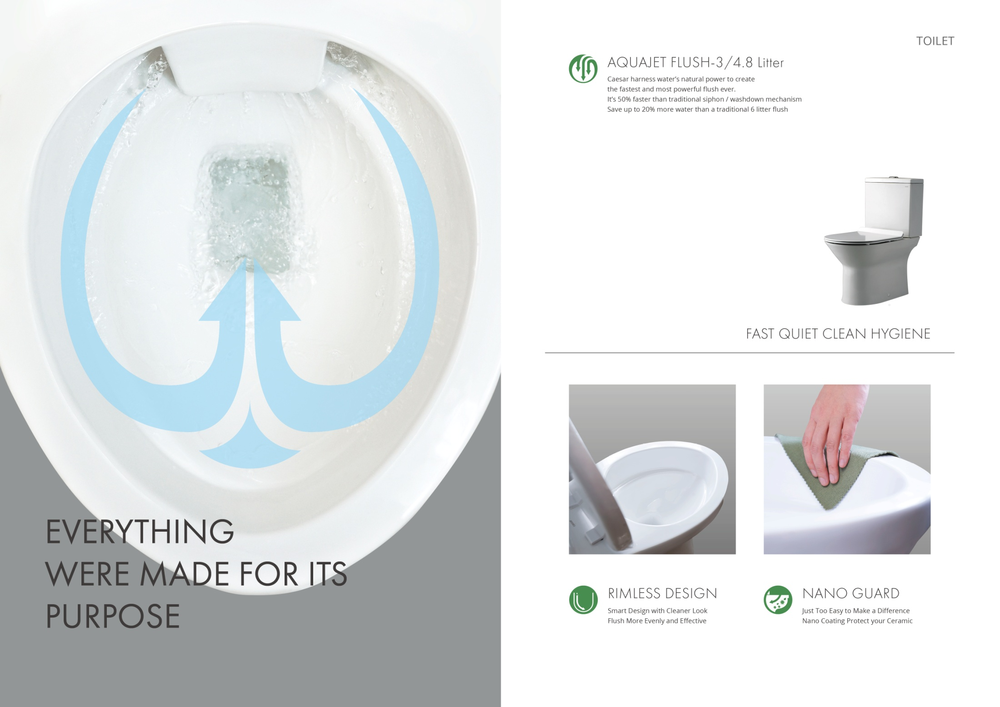 EVERYTHING
WERE MADE FOR ITS
PURPOSE
TOILET
AQUAJET FLUSH-3/4.8 Litter
Caesar harness water’s natural power to create
the fastest and most powerful flush ever.
It’s 50% faster than traditional siphon / washdown mechanism
Save up to 20% more water than a traditional 6 litter flush
FAST QUIET CLEAN HYGIENE
RIMLESS DESIGN
Smart Design with Cleaner Look
Flush More Evenly and Effective
NANO GUARD
Just Too Easy to Make a Difference
Nano Coating Protect your Ceramic